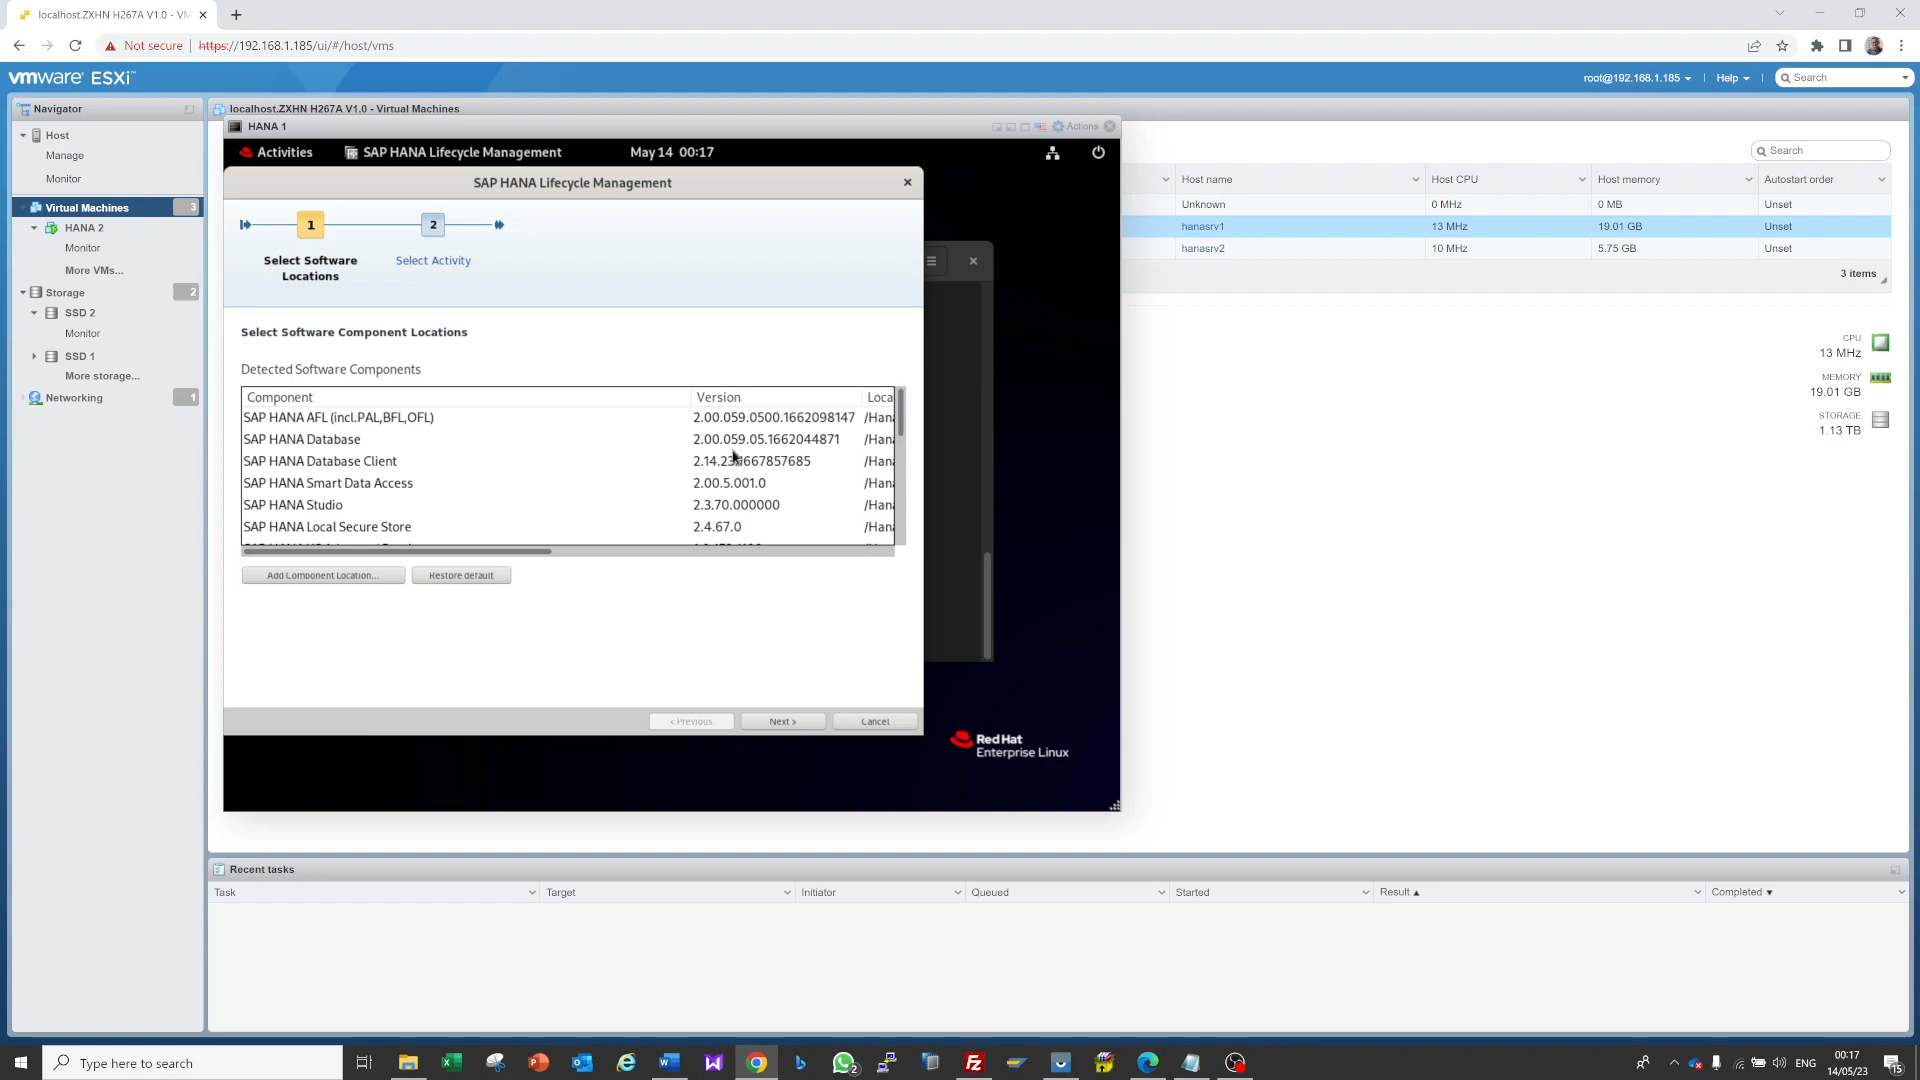 localhost.ZXHN H267A V1.0 - VM
Not secure
https://192.168.1.185/ui/#/host/vms
vmware ESXi
root@192.168.1.185
Help
Search
Navigator
localhost.ZXHN H267A V1.0 - Virtual Machines
Host
Manage
Monitor
Virtual Machines
3
HANA 2
Monitor
More VMs...
Storage
2
SSD 2
Monitor
SSD 1
More storage...
Networking
1
HANA 1
Actions
Activities
SAP HANA Lifecycle Management
May 14 00:17
SAP HANA Lifecycle Management
1
2
Select Software
Locations
Select Activity
Select Software Component Locations
Detected Software Components
Component Version Loca
SAP HANA AFL (incl.PAL,BFL,OFL) 2.00.059.0500.1662098147 /Hana
SAP HANA Database 2.00.059.05.1662044871 /Hana
SAP HANA Database Client /Hana
SAP HANA Smart Data Access 2.00.5.001.0 /Hana
SAP HANA Studio 2.3.70.000000 /Hana
SAP HANA Local Secure Store 2.4.67.0 /Hana
Add Component Location...
Restore default
< Previous
Next >
Cancel
Red Hat
Enterprise Linux
Search
Host name Host CPU Host memory Autostart order
Unknown 0 MHz 0 MB Unset
hanasrv1 13 MHz 19.01 GB Unset
hanasrv2 10 MHz 5.75 GB Unset
3 items
CPU
13 MHz
MEMORY
19.01 GB
STORAGE
1.13 TB
Recent tasks
Task Target Initiator Queued Started Result Completed
Type here to search
2
ENG
00:17
14/05/23
15